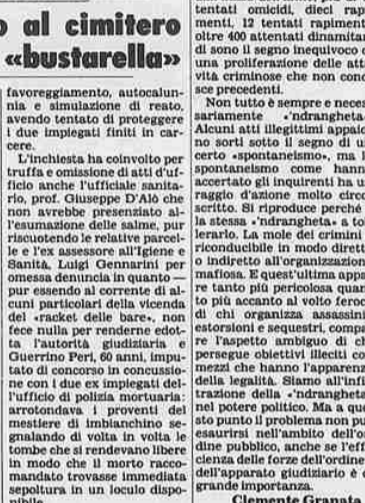 o al cimitero
«bustarella»
favoreggiamento, autocalun-
nia e simulazione di reato,
avendo tentato di proteggere
i due impiegati finiti in car-
cere.
L'inchiesta ha coinvolto per
truffa e omissione di atti d'uf-
ficio anche l'ufficiale sanita-
rio, prof. Giuseppe D'Alò che
non avrebbe presenziato al-
l'esumazione delle salme, pur
riscuotendo le relative parcel-
le e l'ex assessore all'Igiene e
Sanità, Luigi Gennarini per
omessa denuncia in quanto —
pur essendo al corrente di al-
cuni particolari della vicenda
del «racket delle bare», non
fece nulla per renderne edot-
ta l'autorità giudiziaria e
Guerrino Peri, 60 anni, impu-
tato di concorso in concussio-
ne con i due ex impiegati del-
l'ufficio di polizia mortuaria:
arrotondava i proventi del
mestiere di imbianchino se-
gnalando di volta in volta le
tombe che si rendevano libere
in modo che il morto racco-
mandato trovasse immediata
sepoltura in un loculo dispo-
nibile.
tentati omicidi, dieci rap
menti, 12 tentati rapiment
oltre 400 attentati dinamitar
di sono il segno inequivoco d
una proliferazione delle atti
vità criminose che non cono
sce precedenti.
Non tutto è sempre e neces
sariamente «'ndrangheta»
Alcuni atti illegittimi appaio
no sorti sotto il segno di un
certo «spontaneismo», ma l
spontaneismo come hann
accertato gli inquirenti ha u
raggio d'azione molto circo
scritto. Si riproduce perché
la stessa «'ndrangheta» a tol
lerarlo. La mole dei crimini
riconducibile in modo dirett
o indiretto all'organizzazion
mafiosa. E quest'ultima appa
re tanto più pericolosa quan
to più accanto al volto feroc
di chi organizza assassini
estorsioni e sequestri, compa
re l'aspetto ambiguo di ch
persegue obiettivi illeciti co
mezzi che hanno l'apparenz
della legalità. Siamo all'infi
trazione della «'ndrangheta
nel potere politico. Ma a que
sto punto il problema non pu
esaurirsi nell'ambito dell'o
dine pubblico, anche se l'eff
cienza delle forze dell'ordine
dell'apparato giudiziario è d
grande importanza.
Clemente Granata